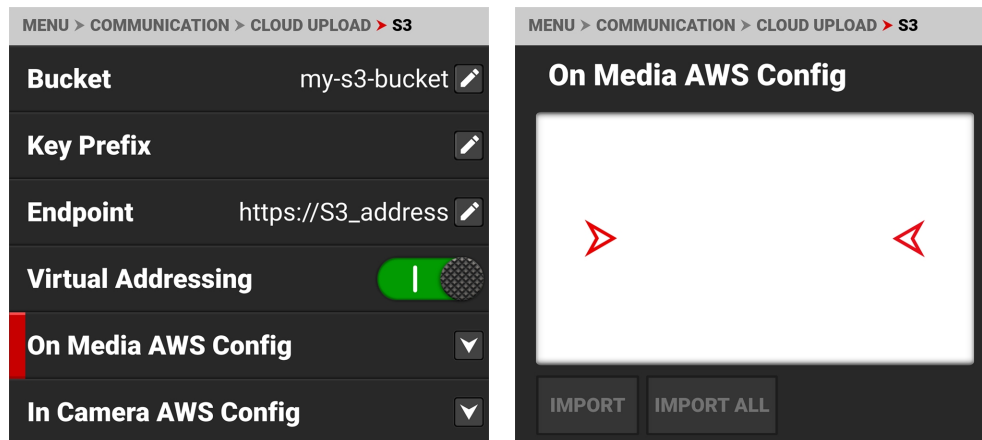 MENU > COMMUNICATION > CLOUD UPLOAD > S3
Bucket my-s3-bucket
Key Prefix
Endpoint https://S3_address
Virtual Addressing
On Media AWS Config
In Camera AWS Config
MENU > COMMUNICATION > CLOUD UPLOAD > S3
On Media AWS Config
IMPORT IMPORT ALL